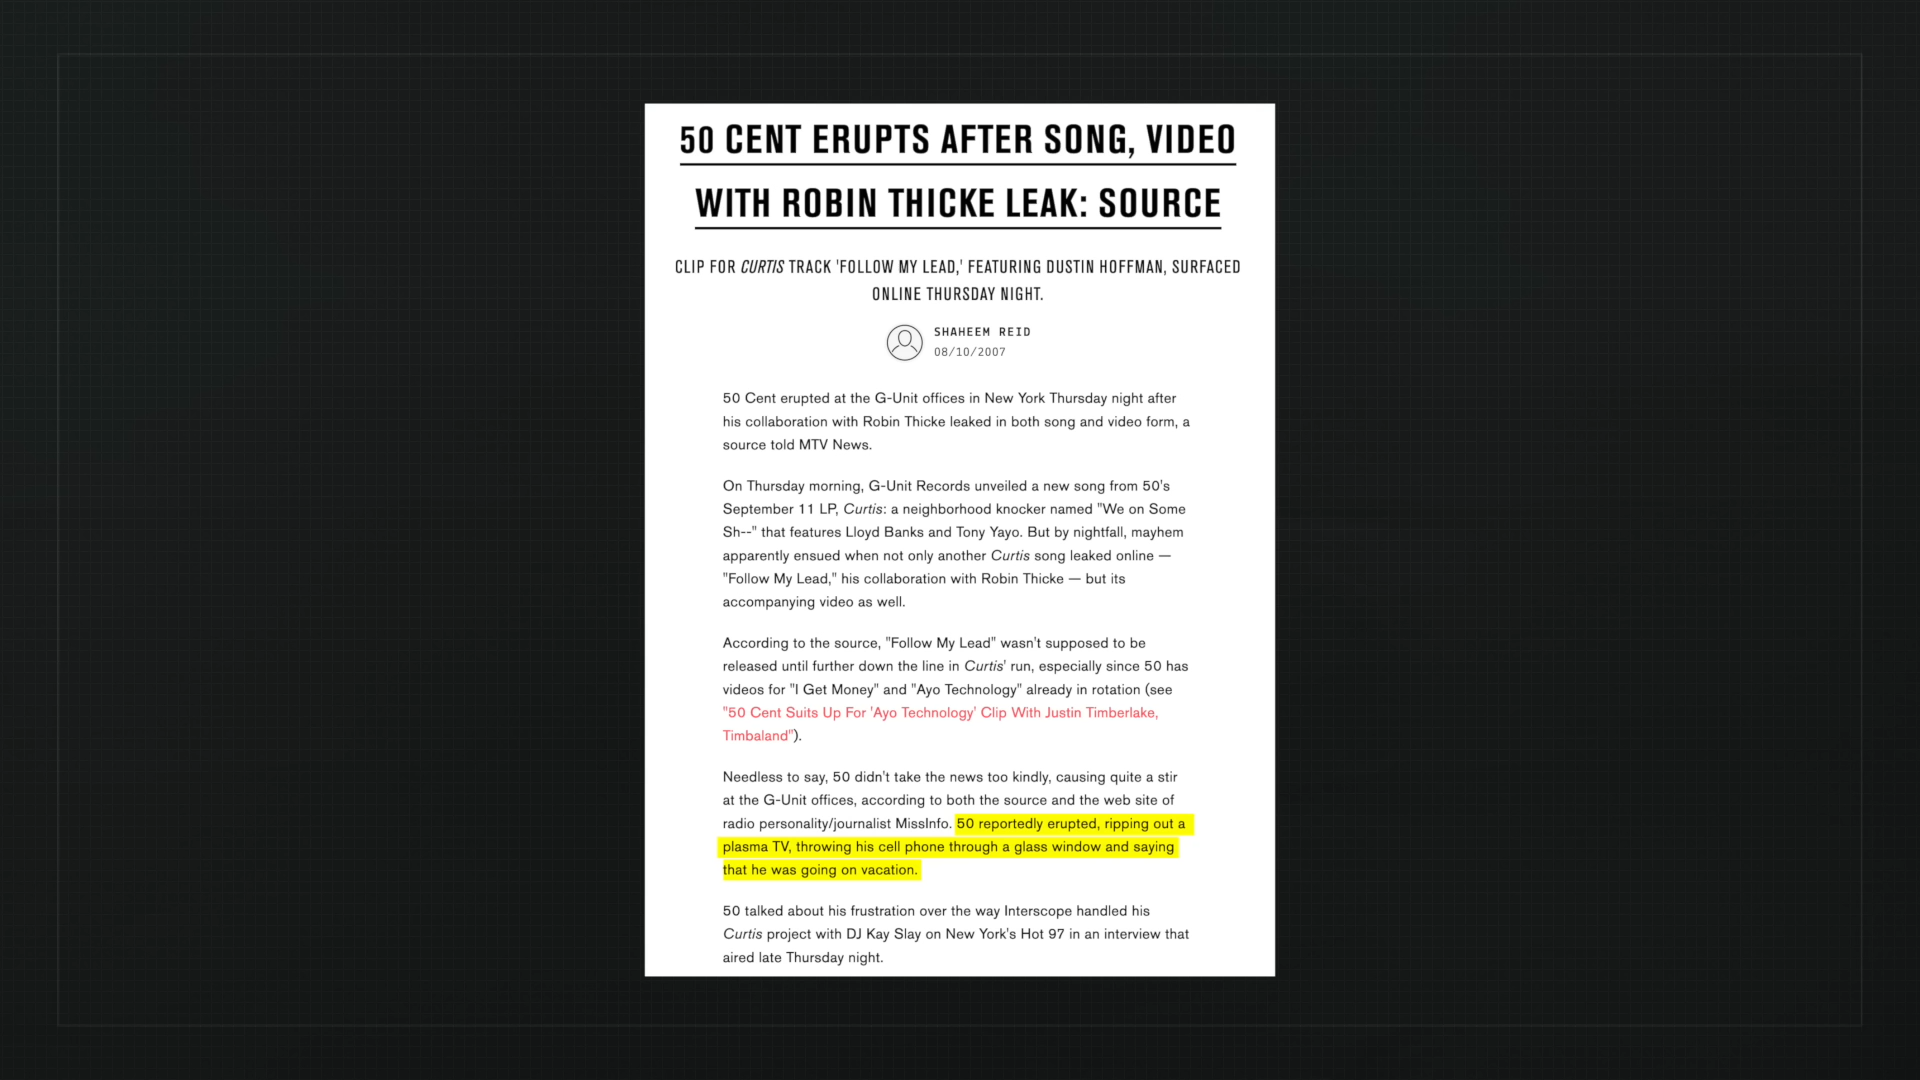 50 CENT ERUPTS AFTER SONG, VIDEO
WITH ROBIN THICKE LEAK: SOURCE
CLIP FOR CURTIS TRACK 'FOLLOW MY LEAD,' FEATURING DUSTIN HOFFMAN, SURFACED
ONLINE THURSDAY NIGHT.
SHAHEEM REID
08/10/2007
50 Cent erupted at the G-Unit offices in New York Thursday night after
his collaboration with Robin Thicke leaked in both song and video form, a
source told MTV News.
On Thursday morning, G-Unit Records unveiled a new song from 50's
September 11 LP, Curtis: a neighborhood knocker named "We on Some
Sh--" that features Lloyd Banks and Tony Yayo. But by nightfall, mayhem
apparently ensued when not only another Curtis song leaked online —
"Follow My Lead," his collaboration with Robin Thicke — but its
accompanying video as well.
According to the source, "Follow My Lead" wasn't supposed to be
released until further down the line in Curtis' run, especially since 50 has
videos for "I Get Money" and "Ayo Technology" already in rotation (see
"50 Cent Suits Up For 'Ayo Technology' Clip With Justin Timberlake,
Timbaland").
Needless to say, 50 didn't take the news too kindly, causing quite a stir
at the G-Unit offices, according to both the source and the web site of
radio personality/journalist MissInfo. 50 reportedly erupted, ripping out a
plasma TV, throwing his cell phone through a glass window and saying
that he was going on vacation.
50 talked about his frustration over the way Interscope handled his
Curtis project with DJ Kay Slay on New York's Hot 97 in an interview that
aired late Thursday night.